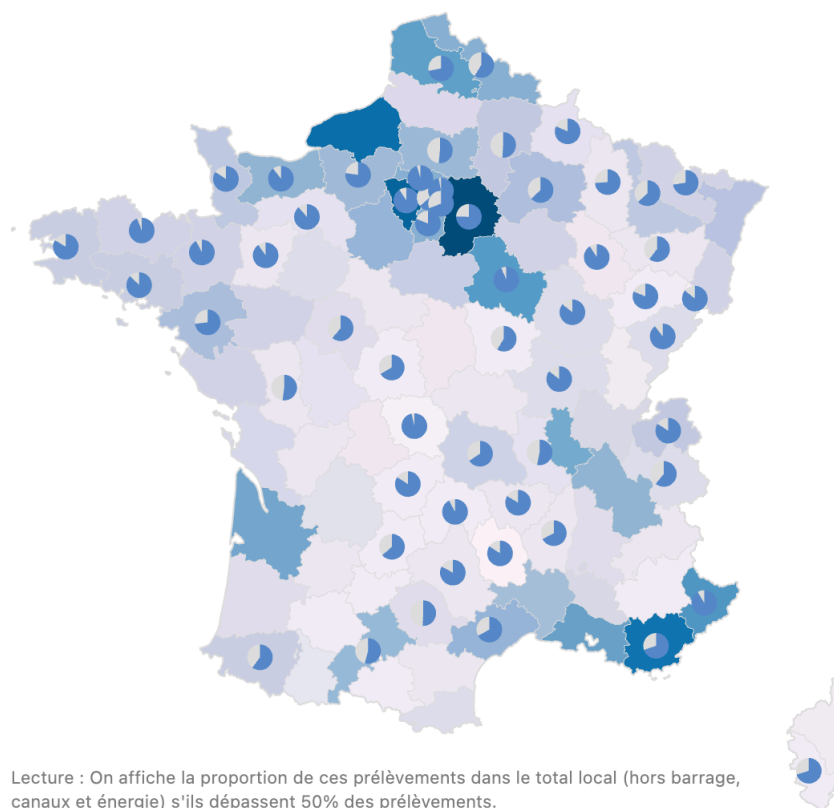 Lecture : On affiche la proportion de ces prélèvements dans le total local (hors barrage,
canaux et énergie) s'ils dépassent 50% des prélèvements.